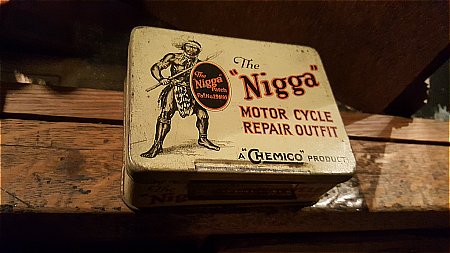 The
"Nigga"
MOTOR CYCLE
REPAIR OUTFIT
A "CHEMICO" PRODUCT
The
"Nigga"
Patch